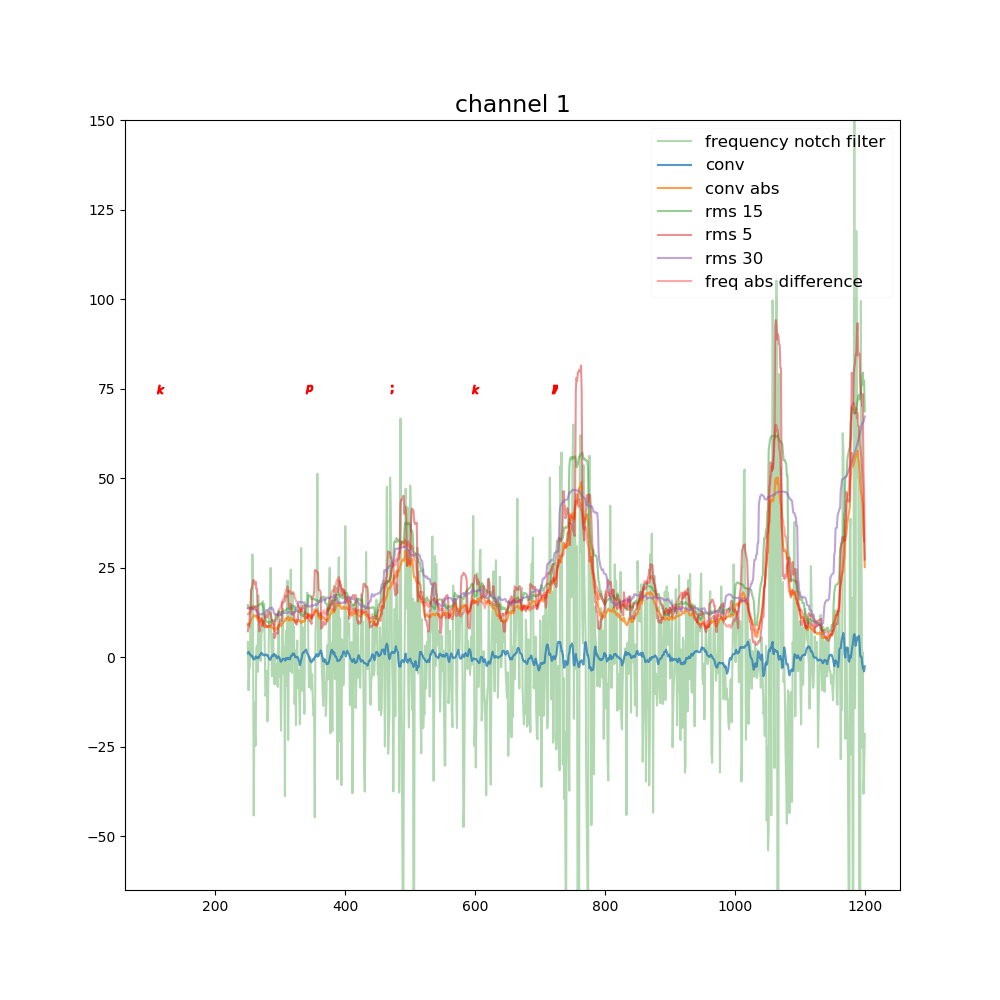 channel 1
150
125
100
75
50
25
0
−25
−50
frequency notch filter
conv
conv abs
rms 15
rms 5
rms 30
freq abs difference
k p ; k
200 400 600 800 1000 1200